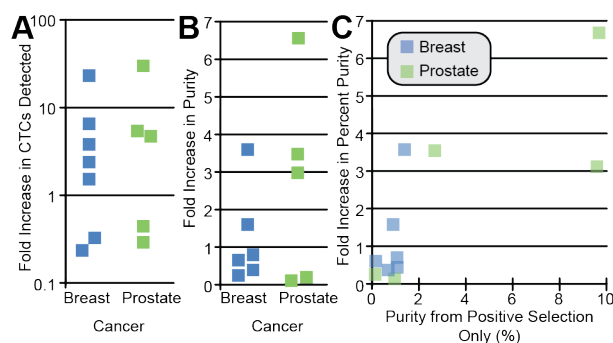 A
Fold Increase in CTCs Detected
100
10
1
0.1
Breast Prostate
Cancer
B
Fold Increase in Purity
7
6
5
4
3
2
1
0
Breast Prostate
Cancer
C
Fold Increase in Percent Purity
7
6
5
4
3
2
1
0
Breast
Prostate
0 2 4 6 8 10
Purity from Positive Selection
Only (%)